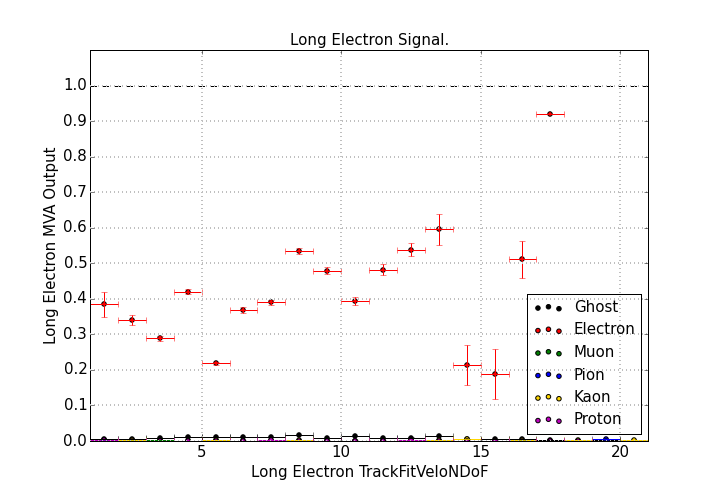 Long Electron Signal.
Long Electron MVA Output
1.0
0.9
0.8
0.7
0.6
0.5
0.4
0.3
0.2
0.1
0.0
Ghost
Electron
Muon
Pion
Kaon
Proton
5
10
15
20
Long Electron TrackFitVeloNDoF